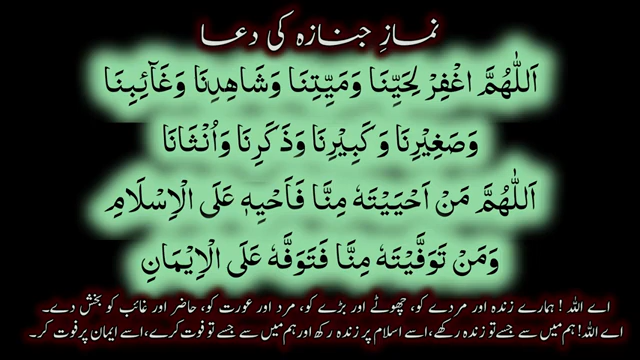 نمازِ جنازہ کی دعا
اَللّٰهُمَّ اغْفِرْ لِحَيِّنَا وَمَيِّتِنَا وَشَاهِدِنَا وَغَآئِبِنَا
وَصَغِيْرِنَا وَكَبِيْرِنَا وَذَكَرِنَا وَاُنْثَانَا
اَللّٰهُمَّ مَنْ اَحْيَيْتَهٗ مِنَّا فَاَحْيِهٖ عَلَى الْاِسْلَامِ
وَمَنْ تَوَفَّيْتَهٗ مِنَّا فَتَوَفَّهٗ عَلَى الْاِيْمَانِ
اے اللہ ! ہمارے زندہ اور مردے کو، چھوٹے اور بڑے کو، مرد اور عورت کو، حاضر اور غائب کو بخش دے۔
اے اللہ! ہم میں سے جسے تو زندہ رکھے، اسے اسلام پر زندہ رکھ اور ہم میں سے جسے تو فوت کرے، اسے ایمان پر فوت کر۔